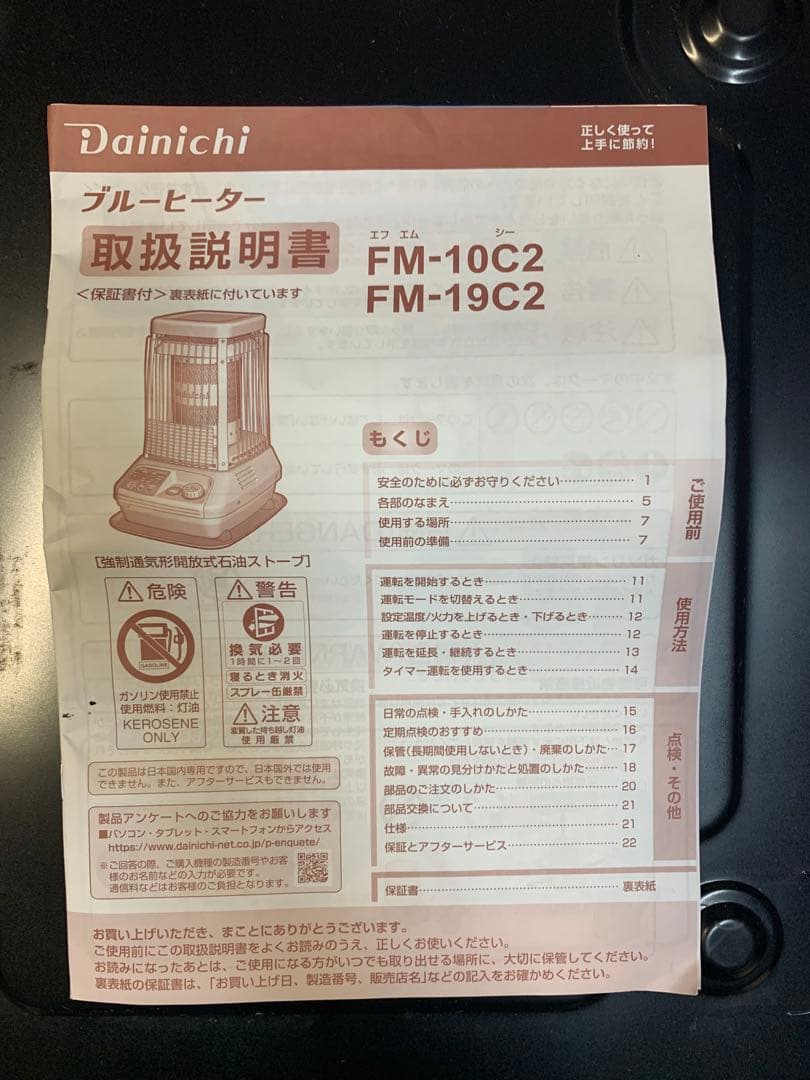 Dainichi
正しく使って
上手に節約!
ブルーヒーター
取扱説明書
エフ エム シー
FM-10C2
FM-19C2
<保証書付>裏表紙に付いています
[強制通気形開放式石油ストーブ]
危険
GASOLINE
ガソリン使用禁止
使用燃料:灯油
KEROSENE
ONLY
警告
換気必要
1時間に1~2回
寝るとき消火
スプレー缶厳禁
注意
変質した持ち越し灯油
使用厳禁
この製品は日本国内専用ですので、日本国外では使用
できません。また、アフターサービスもできません。
製品アンケートへのご協力をお願いします
■パソコン・タブレット・スマートフォンからアクセス
https://www.dainichi-net.co.jp/p-enquete/
※ご回答の際、ご購入機種の製造番号やお客
様のお名前などの入力が必要です。
通信料などはお客様のご負担となります。
もくじ
ご使用前
安全のために必ずお守りください……………… 1
各部のなまえ……………… 5
使用する場所……………… 7
使用前の準備……………… 7
使用方法
運転を開始するとき……………… 11
運転モードを切替えるとき……………… 11
設定温度/火力を上げるとき・下げるとき……… 12
運転を停止するとき……………… 12
運転を延長・継続するとき……………… 13
タイマー運転を使用するとき……………… 14
点検・その他
日常の点検・手入れのしかた……………… 15
定期点検のおすすめ……………… 16
保管(長期間使用しないとき)・廃棄のしかた… 17
故障・異常の見分けかたと処置のしかた……… 18
部品のご注文のしかた……………… 20
部品交換について……………… 21
仕様……………… 21
保証とアフターサービス……………… 22
保証書……………… 裏表紙
お買い上げいただき、まことにありがとうございます。
ご使用前にこの取扱説明書をよくお読みのうえ、正しくお使いください。
お読みになったあとは、ご使用になる方がいつでも取り出せる場所に、大切に保管してください。
裏表紙の保証書は、「お買い上げ日、製造番号、販売店名」などの記入をお確かめください。